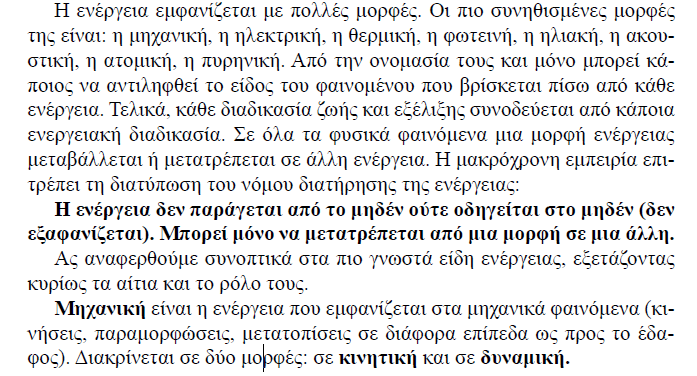 Η ενέργεια εμφανίζεται με πολλές μορφές. Οι πιο συνηθισμένες μορφές
της είναι: η μηχανική, η ηλεκτρική, η θερμική, η φωτεινή, η ηλιακή, η ακου-
στική, η ατομική, η πυρηνική. Από την ονομασία τους και μόνο μπορεί κά-
ποιος να αντιληφθεί το είδος του φαινομένου που βρίσκεται πίσω από κάθε
ενέργεια. Τελικά, κάθε διαδικασία ζωής και εξέλιξης συνοδεύεται από κάποια
ενεργειακή διαδικασία. Σε όλα τα φυσικά φαινόμενα μια μορφή ενέργειας
μεταβάλλεται ή μετατρέπεται σε άλλη ενέργεια. Η μακρόχρονη εμπειρία επι-
τρέπει τη διατύπωση του νόμου διατήρησης της ενέργειας:
Η ενέργεια δεν παράγεται από το μηδέν ούτε οδηγείται στο μηδέν (δεν
εξαφανίζεται). Μπορεί μόνο να μετατρέπεται από μια μορφή σε μια άλλη.
Ας αναφερθούμε συνοπτικά στα πιο γνωστά είδη ενέργειας, εξετάζοντας
κυρίως τα αίτια και το ρόλο τους.
Μηχανική είναι η ενέργεια που εμφανίζεται στα μηχανικά φαινόμενα (κι-
νήσεις, παραμορφώσεις, μετατοπίσεις σε διάφορα επίπεδα ως προς το έδα-
φος). Διακρίνεται σε δύο μορφές: σε κινητική και σε δυναμική.